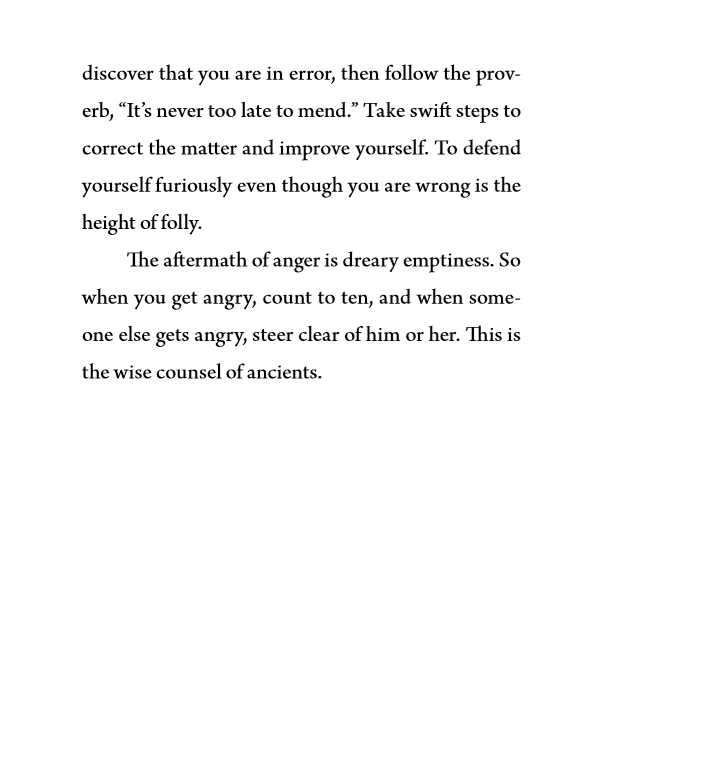 discover that you are in error, then follow the prov-
erb, “It’s never too late to mend.” Take swift steps to
correct the matter and improve yourself. To defend
yourself furiously even though you are wrong is the
height of folly.
The aftermath of anger is dreary emptiness. So
when you get angry, count to ten, and when some-
one else gets angry, steer clear of him or her. This is
the wise counsel of ancients.